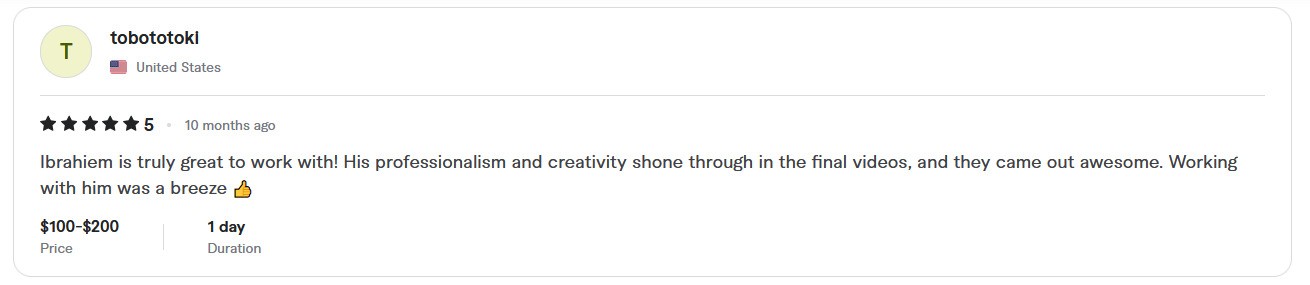 T
tobototoki
United States
5 • 10 months ago
Ibrahiem is truly great to work with! His professionalism and creativity shone through in the final videos, and they came out awesome. Working
with him was a breeze 👍
$100-$200 1 day
Price Duration